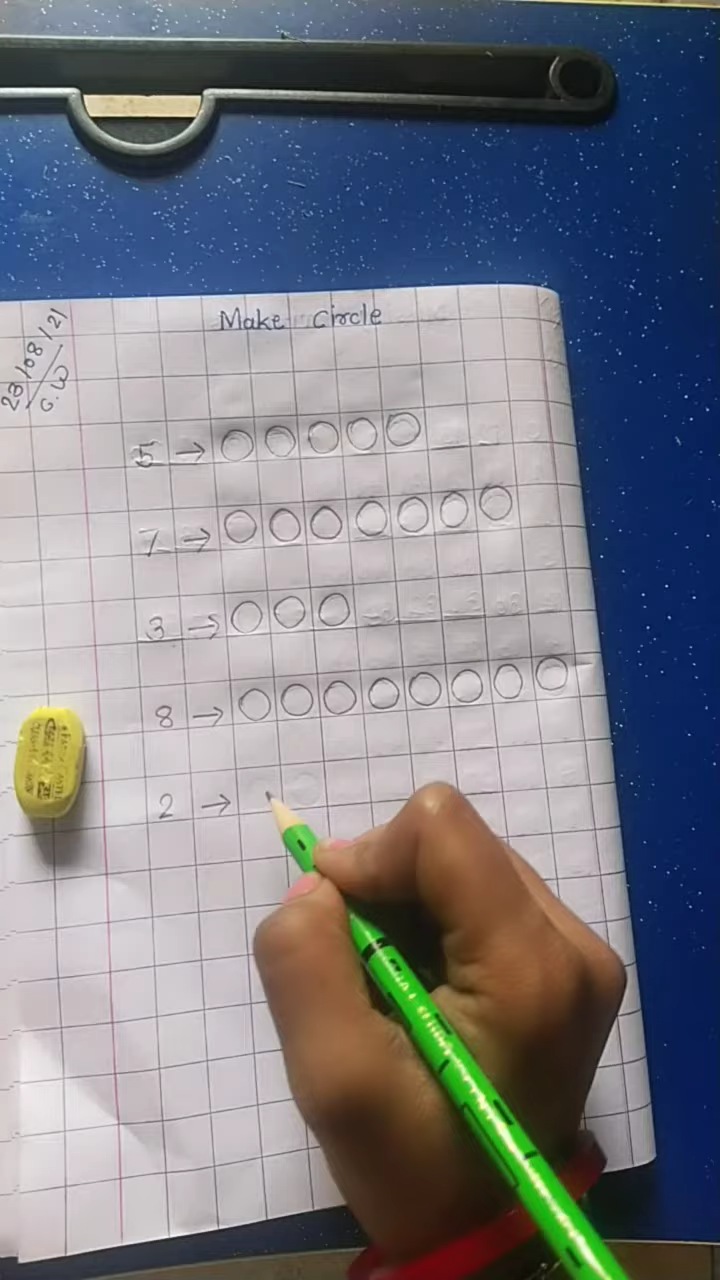 Make Circle
23/08/21
C.W
5 → ○ ○ ○ ○ ○
7 → ○ ○ ○ ○ ○ ○ ○
3 → ○ ○ ○
8 → ○ ○ ○ ○ ○ ○ ○ ○
2 →